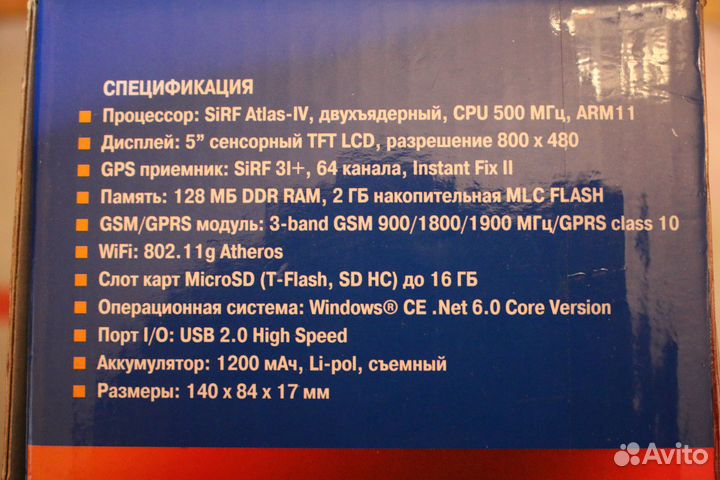 СПЕЦИФИКАЦИЯ
Процессор: SiRF Atlas-IV, двухъядерный, CPU 500 МГц, ARM11
Дисплей: 5” сенсорный TFT LCD, разрешение 800 x 480
GPS приемник: SiRF 3I+, 64 канала, Instant Fix II
Память: 128 МБ DDR RAM, 2 ГБ накопительная MLC FLASH
GSM/GPRS модуль: 3-band GSM 900/1800/1900 МГц/GPRS class 10
WiFi: 802.11g Atheros
Слот карт MicroSD (T-Flash, SD HC) до 16 ГБ
Операционная система: Windows® CE .Net 6.0 Core Version
Порт I/O: USB 2.0 High Speed
Аккумулятор: 1200 мАч, Li-pol, съемный
Размеры: 140 x 84 x 17 мм
Avito